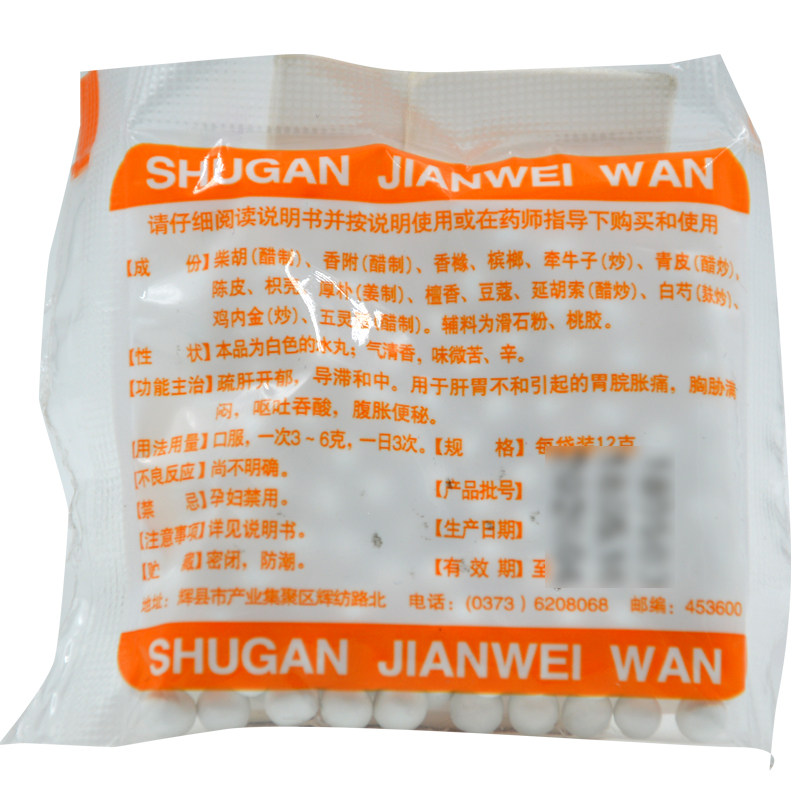 SHUGAN JIANWEI WAN
请仔细阅读说明书并按说明使用或在药师指导下购买和使用
【成 份】柴胡(醋制)、香附(醋制)、香橼、槟榔、牵牛子(炒)、青皮(醋炒)、
陈皮、枳壳、厚朴(姜制)、檀香、豆蔻、延胡索(醋炒)、白芍(麸炒)、
鸡内金(炒)、五灵脂(醋制)。辅料为滑石粉、桃胶。
【性 状】本品为白色的水丸;气清香,味微苦、辛。
【功能主治】疏肝开郁,导滞和中。用于肝胃不和引起的胃脘胀痛,胸胁满
闷,呕吐吞酸,腹胀便秘。
【用法用量】口服,一次3~6克,一日3次。【规 格】每袋装12克
【不良反应】尚不明确。
【禁 忌】孕妇禁用。 【产品批号】
【注意事项】详见说明书。 【生产日期】
【贮 藏】密闭,防潮。 【有 效 期】至
地址:辉县市产业集聚区辉纺路北 电话:(0373)6208068 邮编:453600
SHUGAN JIANWEI WAN